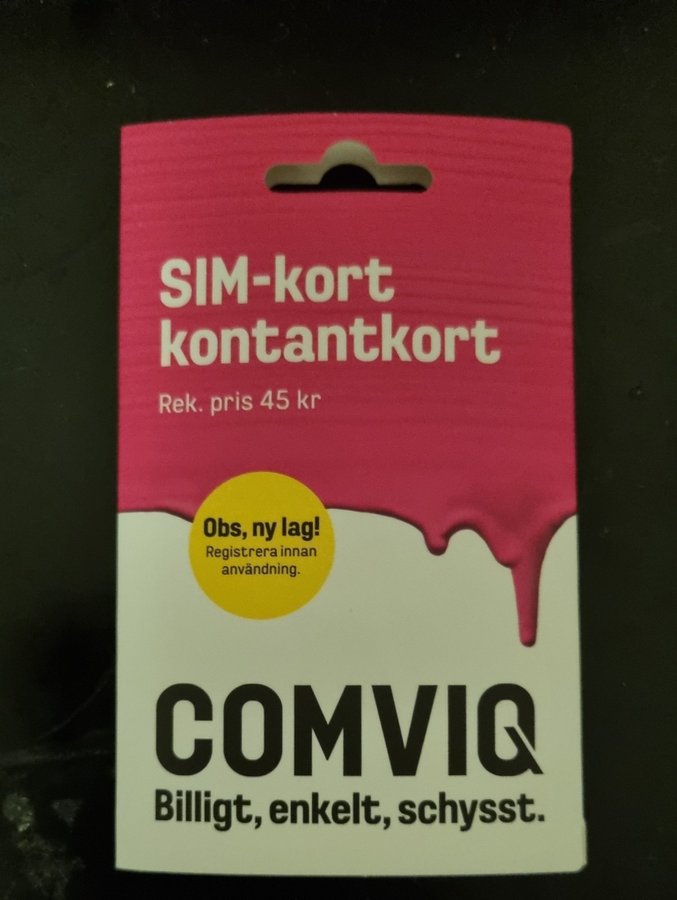 SIM-kort
kontantkort
Rek. pris 45 kr
Obs, ny lag!
Registrera innan
användning.
COMVIQ
Billigt, enkelt, schysst.